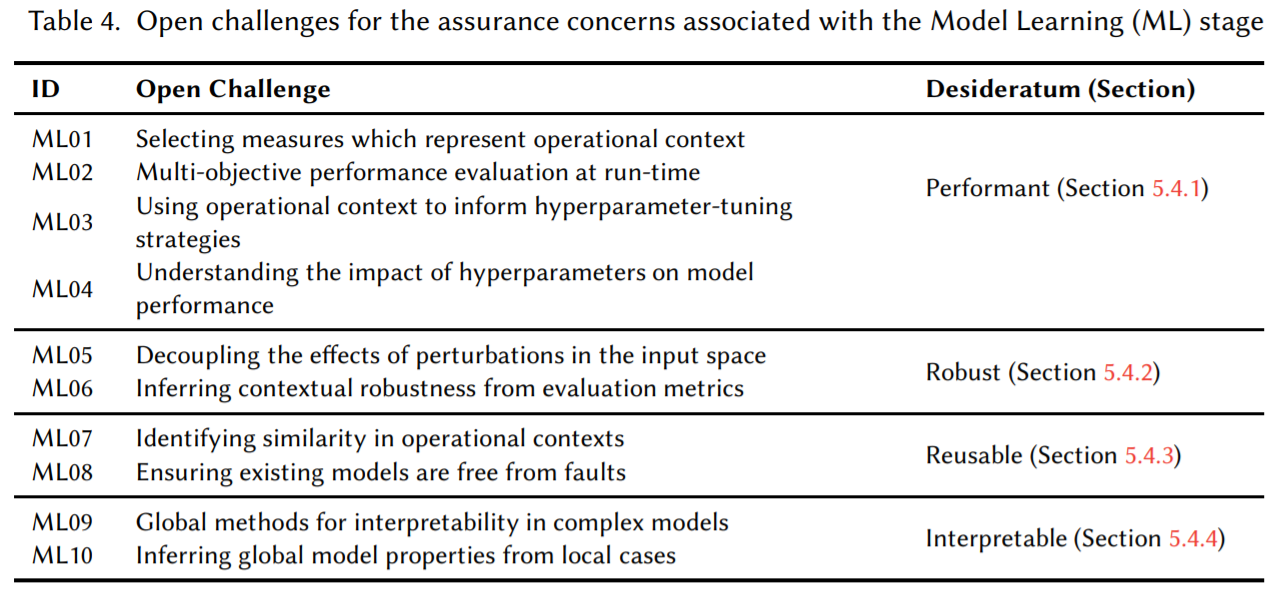 Table 4. Open challenges for the assurance concerns associated with the Model Learning (ML) stage
ID Open Challenge Desideratum (Section)
ML01 Selecting measures which represent operational context
ML02 Multi-objective performance evaluation at run-time
Performant (Section 5.4.1)
ML03 Using operational context to inform hyperparameter-tuning
strategies
ML04 Understanding the impact of hyperparameters on model
performance
ML05 Decoupling the effects of perturbations in the input space
Robust (Section 5.4.2)
ML06 Inferring contextual robustness from evaluation metrics
ML07 Identifying similarity in operational contexts
Reusable (Section 5.4.3)
ML08 Ensuring existing models are free from faults
ML09 Global methods for interpretability in complex models
Interpretable (Section 5.4.4)
ML10 Inferring global model properties from local cases